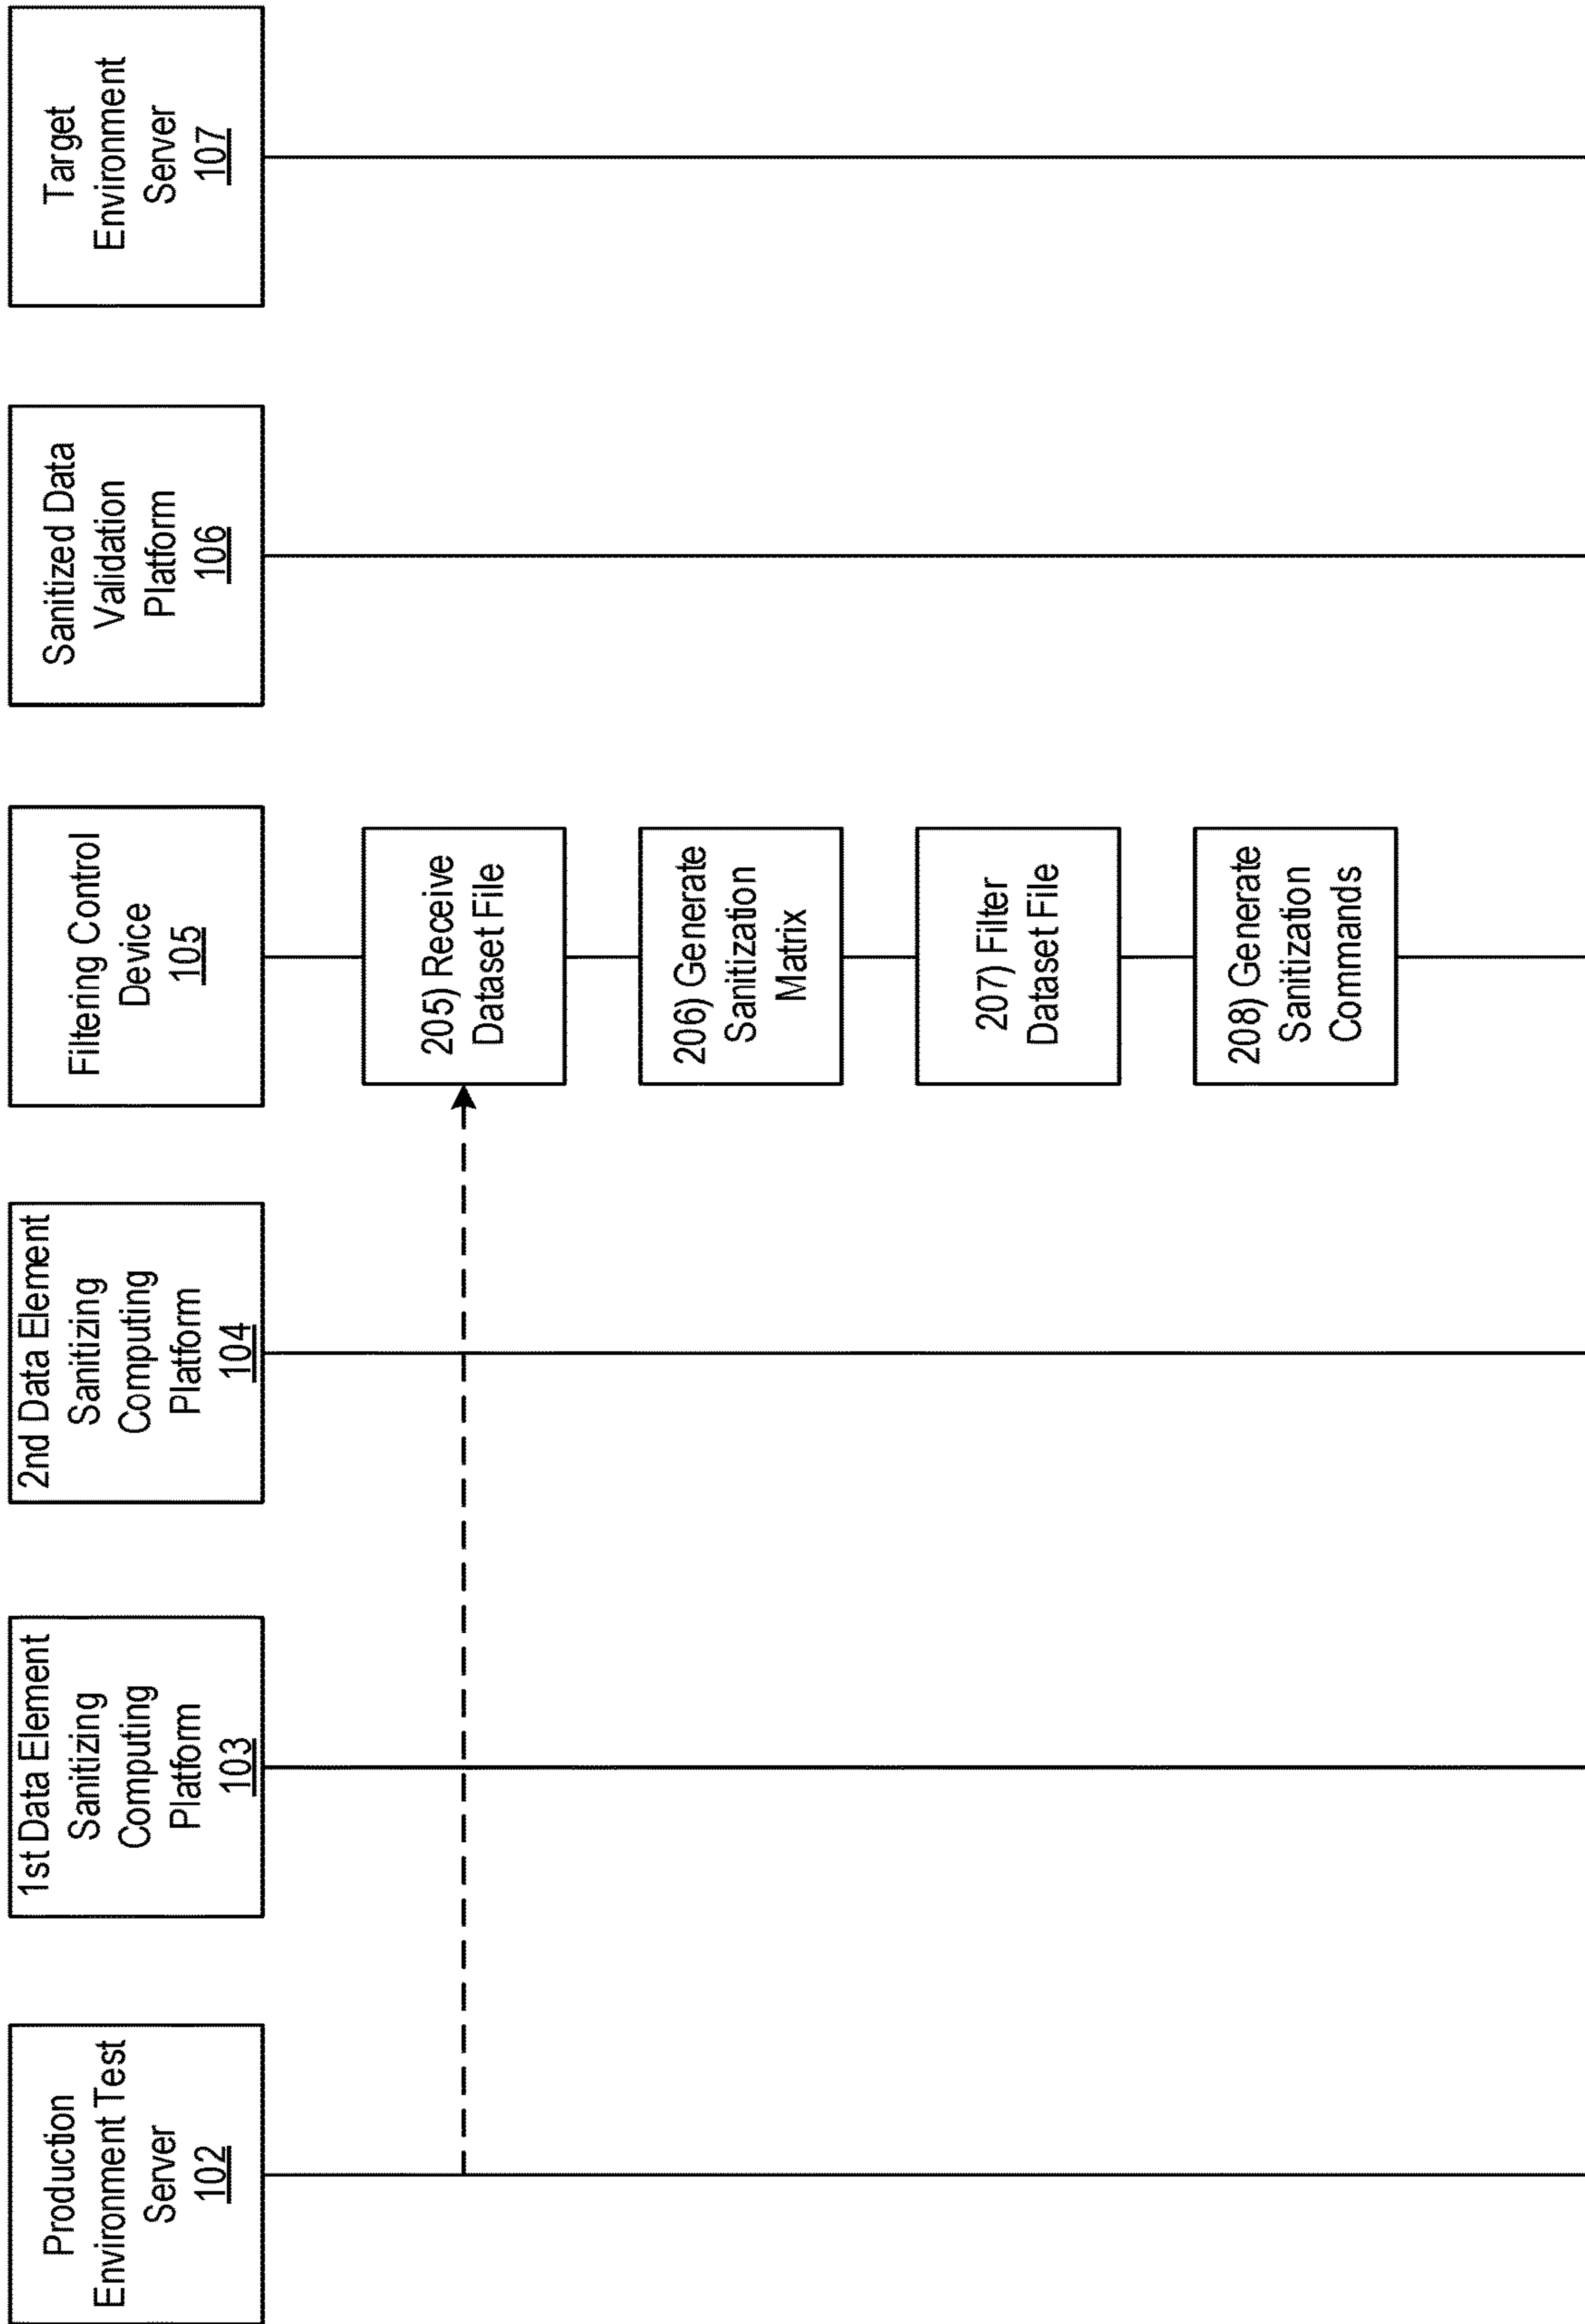 Production
Environment Test
Server
102
1st Data Element
Sanitizing
Computing
Platform
103
2nd Data Element
Sanitizing
Computing
Platform
104
Filtering Control
Device
105
Sanitized Data
Validation
Platform
106
Target
Environment
Server
107
205) Receive
Dataset File
206) Generate
Sanitization
Matrix
207) Filter
Dataset File
208) Generate
Sanitization
Commands